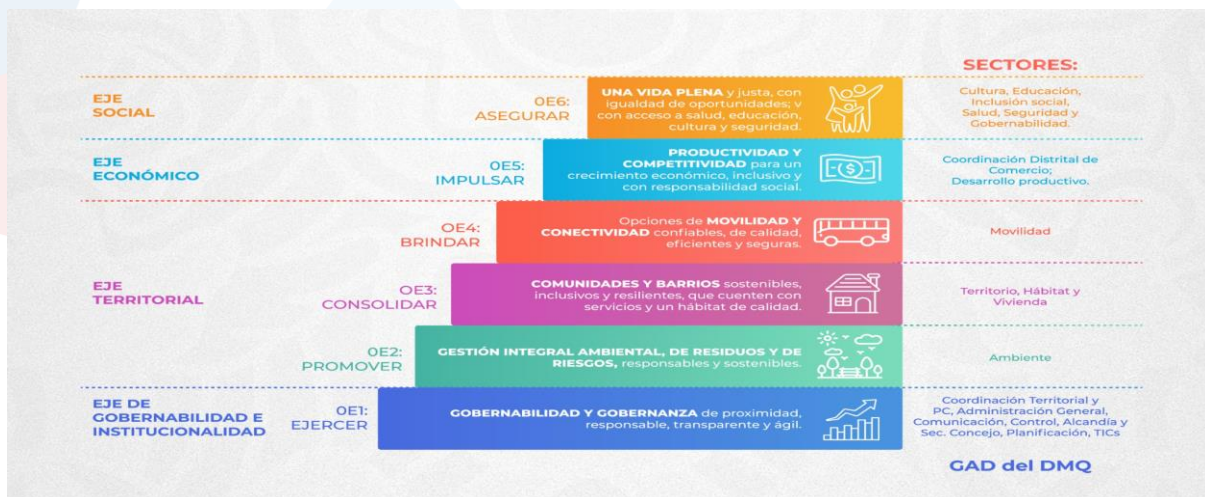 SECTORES:
EJE
SOCIAL
OE6:
ASEGURAR
UNA VIDA PLENA y justa, con
igualdad de oportunidades; y
con acceso a salud, educación,
cultura y seguridad.
Cultura, Educación,
Inclusión social,
Salud, Seguridad y
Gobernabilidad.
EJE
ECONÓMICO
OE5:
IMPULSAR
PRODUCTIVIDAD Y
COMPETITIVIDAD para un
crecimiento económico, inclusivo y
con responsabilidad social.
Coordinación Distrital de
Comercio;
Desarrollo productivo.
OE4:
BRINDAR
Opciones de MOVILIDAD Y
CONECTIVIDAD confiables, de calidad,
eficientes y seguras.
Movilidad
EJE
TERRITORIAL
OE3:
CONSOLIDAR
COMUNIDADES Y BARRIOS sostenibles,
inclusivos y resilientes, que cuenten con
servicios y un hábitat de calidad.
Territorio, Hábitat y
Vivienda
OE2:
PROMOVER
GESTIÓN INTEGRAL AMBIENTAL, DE RESIDUOS Y DE
RIESGOS, responsables y sostenibles.
Ambiente
EJE DE
GOBERNABILIDAD E
INSTITUCIONALIDAD
OE1:
EJERCER
GOBERNABILIDAD Y GOBERNANZA de proximidad,
responsable, transparente y ágil.
Coordinación Territorial y
PC, Administración General,
Comunicación, Control, Alcandía y
Sec. Concejo, Planificación, TICs
GAD del DMQ